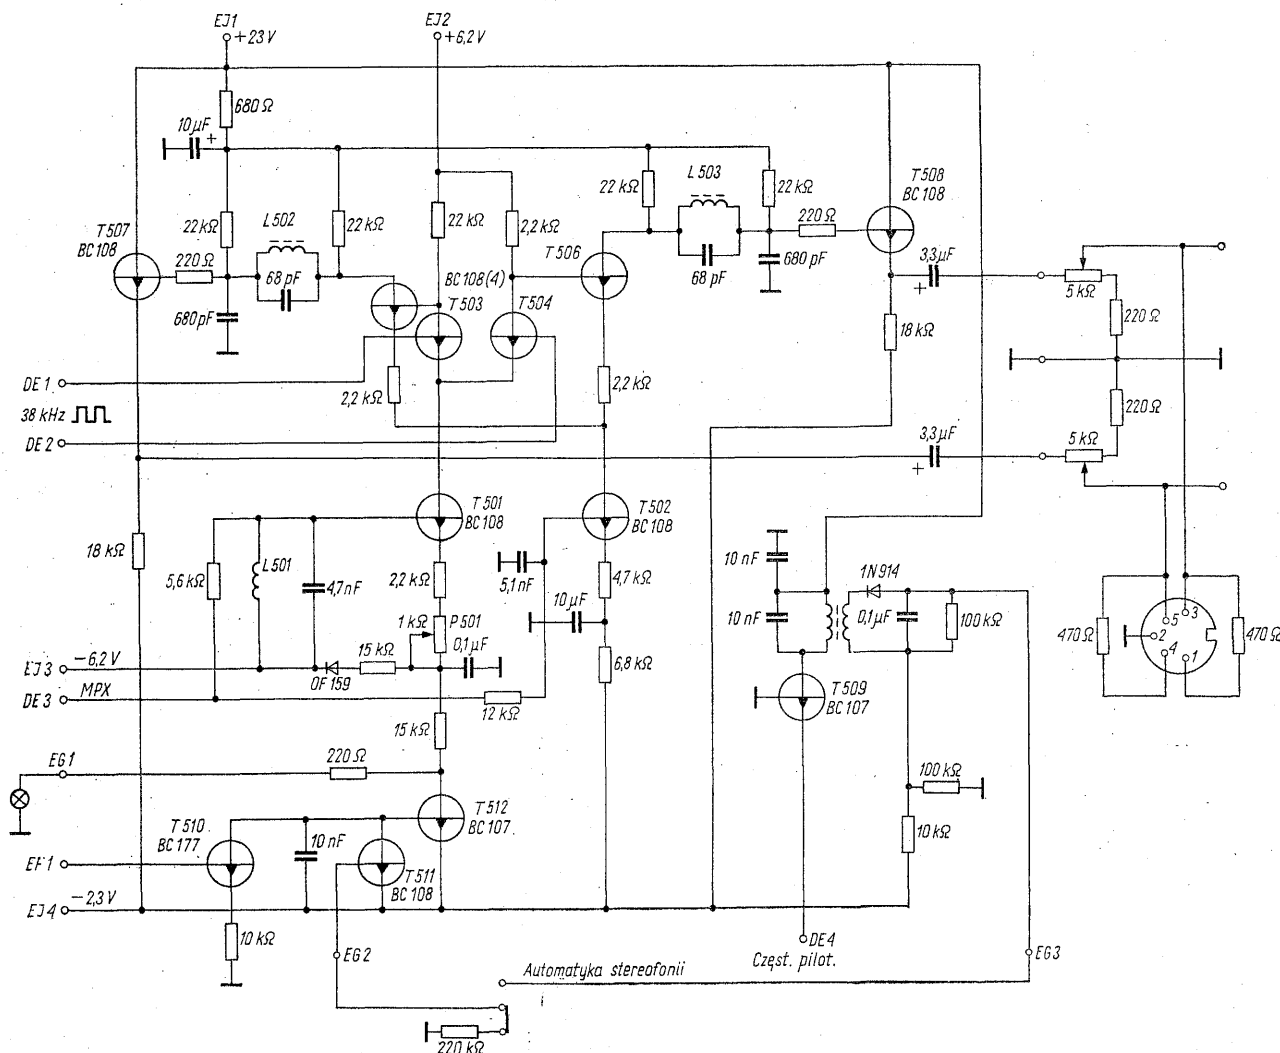 EJ1
+23V
EJ2
+6,2V
680 Ω
10 µF
+
22 kΩ
L 502
22 kΩ
22 kΩ
2,2 kΩ
22 kΩ
L 503
22 kΩ
T 508
BC 108
T 507
BC 108
220 Ω
68 pF
680 pF
BC 108 (4)
T 503
T 504
T 506
68 pF
220 Ω
680 pF
3,3 µF
+
5 kΩ
220 Ω
18 kΩ
DE 1
2,2 kΩ
2,2 kΩ
38 kHz
DE 2
220 Ω
3,3 µF
+
5 kΩ
T 501
BC 108
T 502
BC 108
18 kΩ
5,6 kΩ
L 501
4,7 nF
2,2 kΩ
5,1 nF
4,7 kΩ
10 nF
10 nF
1N 914
0,1 µF
100 kΩ
1 kΩ
P 501
0,1 µF
10 µF
6,8 kΩ
470 Ω
5
3
2
4
1
470 Ω
EJ3
−6,2 V
OF 159
15 kΩ
DE 3
MPX
12 kΩ
T 509
BC 107
15 kΩ
EG 1
220 Ω
100 kΩ
T 512
BC 107
T 510
BC 177
10 nF
10 kΩ
EF 1
T 511
BC 108
EJ4
−2,3 V
10 kΩ
EG 2
DE 4
Częst. pilot.
EG 3
Automatyka stereofonii
220 kΩ